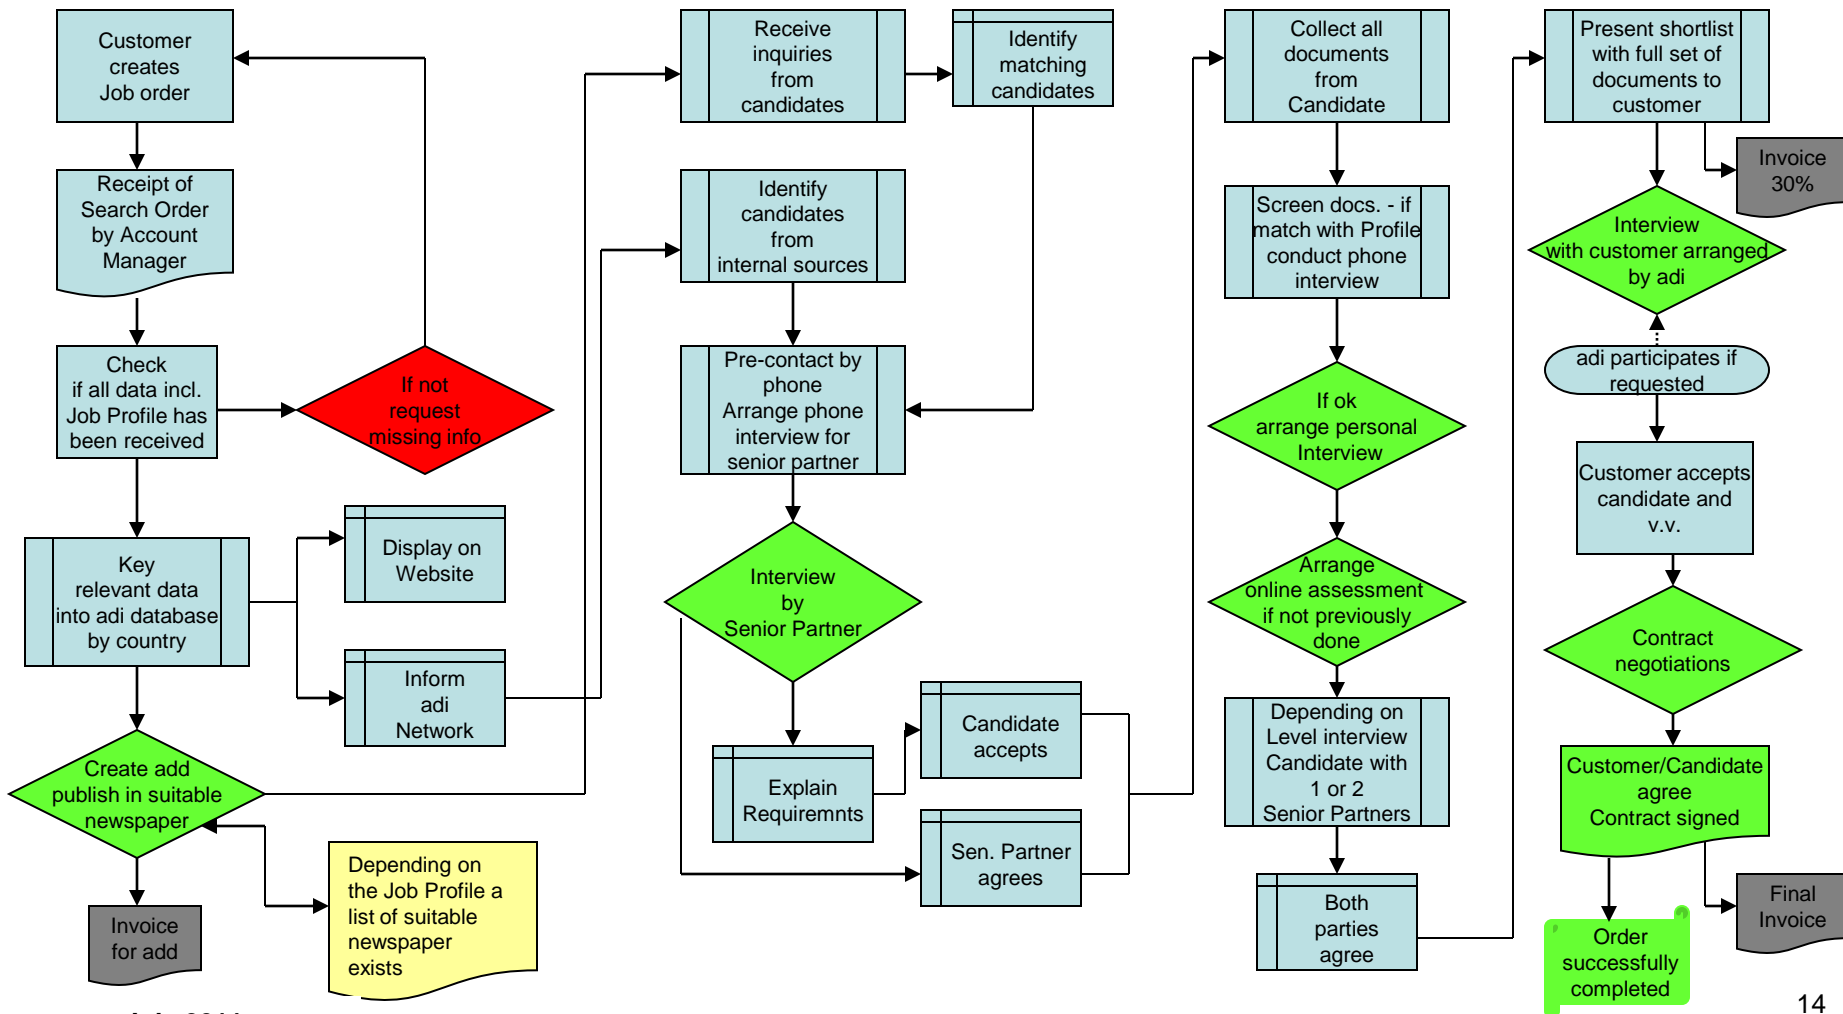 Customer
creates
Job order
Receipt of
Search Order
by Account
Manager
Check
if all data incl.
Job Profile has
been received
If not
request
missing info
Key
relevant data
into adi database
by country
Display on
Website
Inform
adi
Network
Create add
publish in suitable
newspaper
Invoice
for add
Depending on
the Job Profile a
list of suitable
newspaper
exists
Receive
inquiries
from
candidates
Identify
matching
candidates
Identify
candidates
from
internal sources
Pre-contact by
phone
Arrange phone
interview for
senior partner
Interview
by
Senior Partner
Explain
Requiremnts
Candidate
accepts
Sen. Partner
agrees
Collect all
documents
from
Candidate
Screen docs. - if
match with Profile
conduct phone
interview
If ok
arrange personal
Interview
Arrange
online assessment
if not previously
done
Depending on
Level interview
Candidate with
1 or 2
Senior Partners
Both
parties
agree
Present shortlist
with full set of
documents to
customer
Invoice
30%
Interview
with customer arranged
by adi
adi participates if
requested
Customer accepts
candidate and
v.v.
Contract
negotiations
Customer/Candidate
agree
Contract signed
Final
Invoice
Order
successfully
completed
14